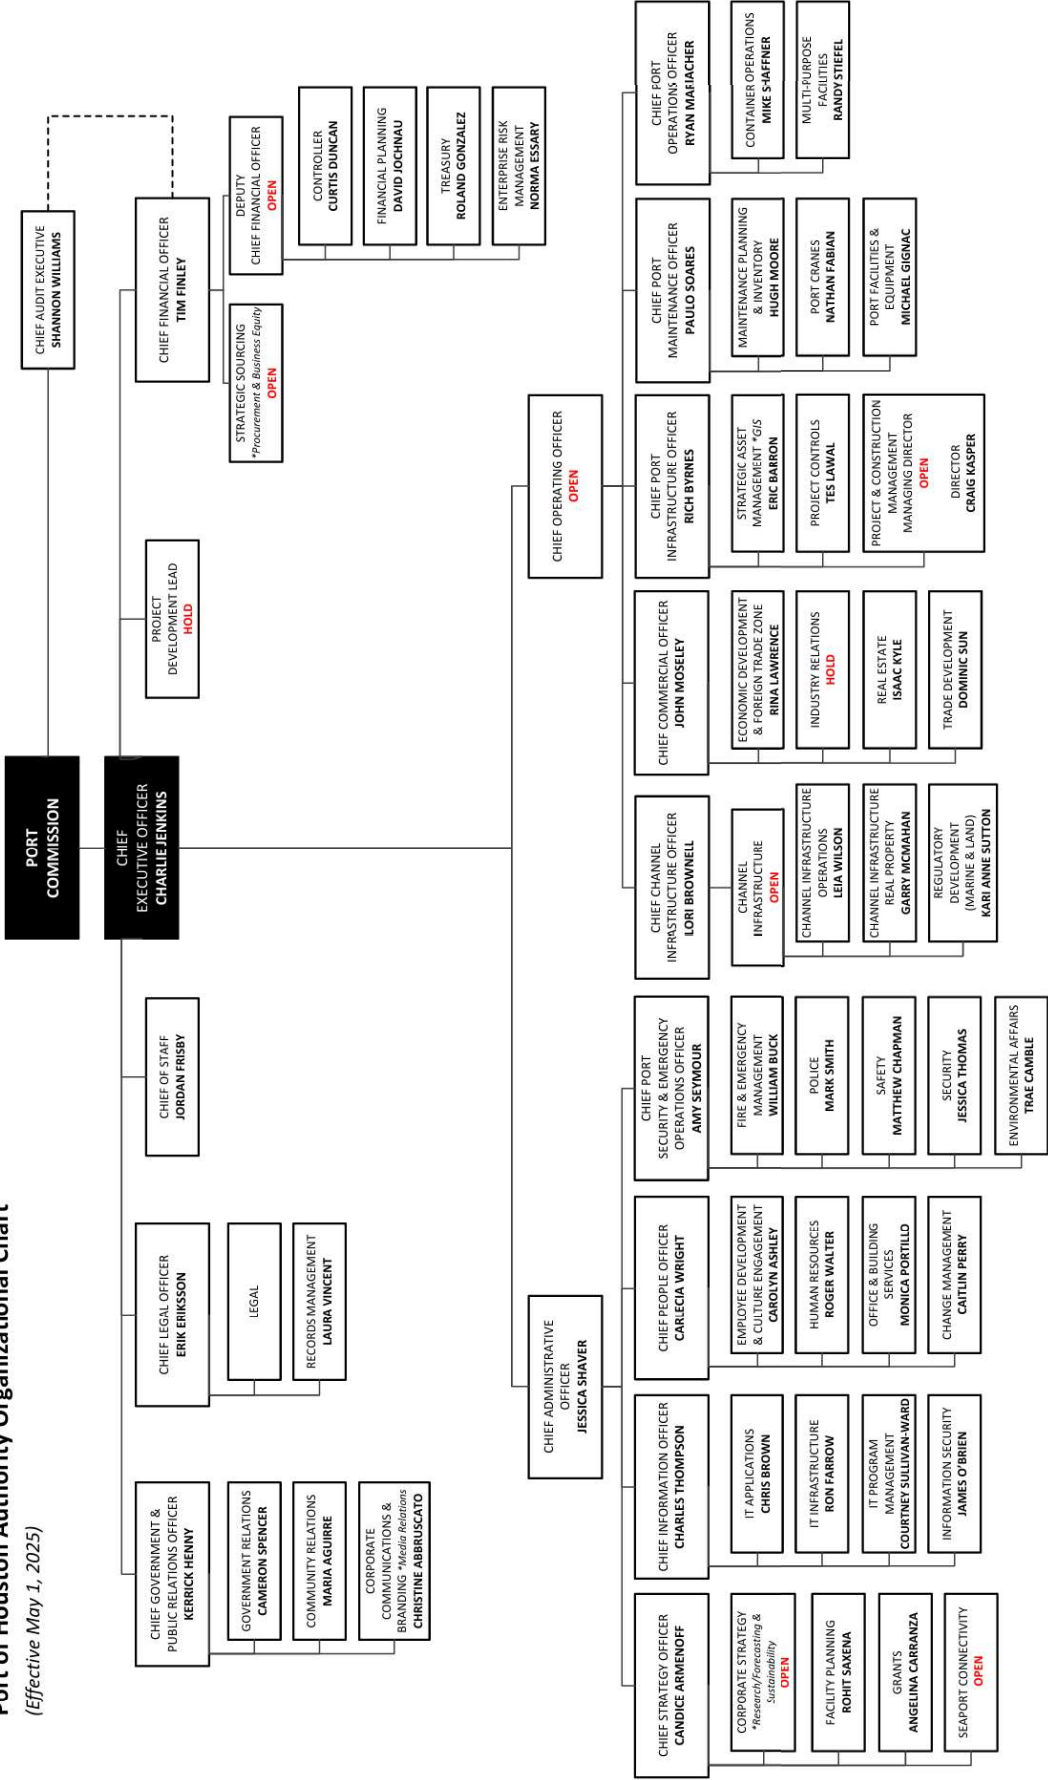 Port of Houston Authority Organizational Chart
(Effective May 1, 2025)
PORT
COMMISSION
CHIEF AUDIT EXECUTIVE
SHANNON WILLIAMS
CHIEF
EXECUTIVE OFFICER
CHARLIE JENKINS
CHIEF GOVERNMENT &
PUBLIC RELATIONS OFFICER
KERRICK HENNY
GOVERNMENT RELATIONS
CAMERON SPENCER
COMMUNITY RELATIONS
MARIA AGUIRRE
CORPORATE
COMMUNICATIONS &
BRANDING *Media Relations
CHRISTINE ABBRUSCATO
CHIEF LEGAL OFFICER
ERIK ERIKSSON
LEGAL
RECORDS MANAGEMENT
LAURA VINCENT
CHIEF OF STAFF
JORDAN FRISBY
PROJECT
DEVELOPMENT LEAD
HOLD
CHIEF FINANCIAL OFFICER
TIM FINLEY
STRATEGIC SOURCING
*Procurement & Business Equity
OPEN
DEPUTY
CHIEF FINANCIAL OFFICER
OPEN
CONTROLLER
CURTIS DUNCAN
FINANCIAL PLANNING
DAVID JOCHNAU
TREASURY
ROLAND GONZALEZ
ENTERPRISE RISK
MANAGEMENT
NORMA ESSARY
CHIEF ADMINISTRATIVE
OFFICER
JESSICA SHAVER
CHIEF OPERATING OFFICER
OPEN
CHIEF STRATEGY OFFICER
CANDICE ARMENOFF
CORPORATE STRATEGY
*Research/Forecasting &
Sustainability
OPEN
FACILITY PLANNING
ROHIT SAXENA
GRANTS
ANGELINA CARRANZA
SEAPORT CONNECTIVITY
OPEN
CHIEF INFORMATION OFFICER
CHARLES THOMPSON
IT APPLICATIONS
CHRIS BROWN
IT INFRASTRUCTURE
RON FARROW
IT PROGRAM
MANAGEMENT
COURTNEY SULLIVAN-WARD
INFORMATION SECURITY
JAMES O'BRIEN
CHIEF PEOPLE OFFICER
CARLECIA WRIGHT
EMPLOYEE DEVELOPMENT
& CULTURE ENGAGEMENT
CAROLYN ASHLEY
HUMAN RESOURCES
ROGER WALTER
OFFICE & BUILDING
SERVICES
MONICA PORTILLO
CHANGE MANAGEMENT
CAITLIN PERRY
CHIEF PORT
SECURITY & EMERGENCY
OPERATIONS OFFICER
AMY SEYMOUR
FIRE & EMERGENCY
MANAGEMENT
WILLIAM BUCK
POLICE
MARK SMITH
SAFETY
MATTHEW CHAPMAN
SECURITY
JESSICA THOMAS
ENVIRONMENTAL AFFAIRS
TRAE CAMBLE
CHIEF CHANNEL
INFRASTRUCTURE OFFICER
LORI BROWNELL
CHANNEL
INFRASTRUCTURE
OPEN
CHANNEL INFRASTRUCTURE
OPERATIONS
LEIA WILSON
CHANNEL INFRASTRUCTURE
REAL PROPERTY
GARRY MCMAHAN
REGULATORY
DEVELOPMENT
(MARINE & LAND)
KARI ANNE SUTTON
CHIEF COMMERCIAL OFFICER
JOHN MOSELEY
ECONOMIC DEVELOPMENT
& FOREIGN TRADE ZONE
RINA LAWRENCE
INDUSTRY RELATIONS
HOLD
REAL ESTATE
ISAAC KYLE
TRADE DEVELOPMENT
DOMINIC SUN
CHIEF PORT
INFRASTRUCTURE OFFICER
RICH BYRNES
STRATEGIC ASSET
MANAGEMENT *GIS
ERIC BARRON
PROJECT CONTROLS
TES LAWAL
PROJECT & CONSTRUCTION
MANAGEMENT
MANAGING DIRECTOR
OPEN
DIRECTOR
CRAIG KASPER
CHIEF PORT
MAINTENANCE OFFICER
PAULO SOARES
MAINTENANCE PLANNING
& INVENTORY
HUGH MOORE
PORT CRANES
NATHAN FABIAN
PORT FACILITIES &
EQUIPMENT
MICHAEL GIGNAC
CHIEF PORT
OPERATIONS OFFICER
RYAN MARIACHER
CONTAINER OPERATIONS
MIKE SHAFFNER
MULTI-PURPOSE
FACILITIES
RANDY STIEFEL